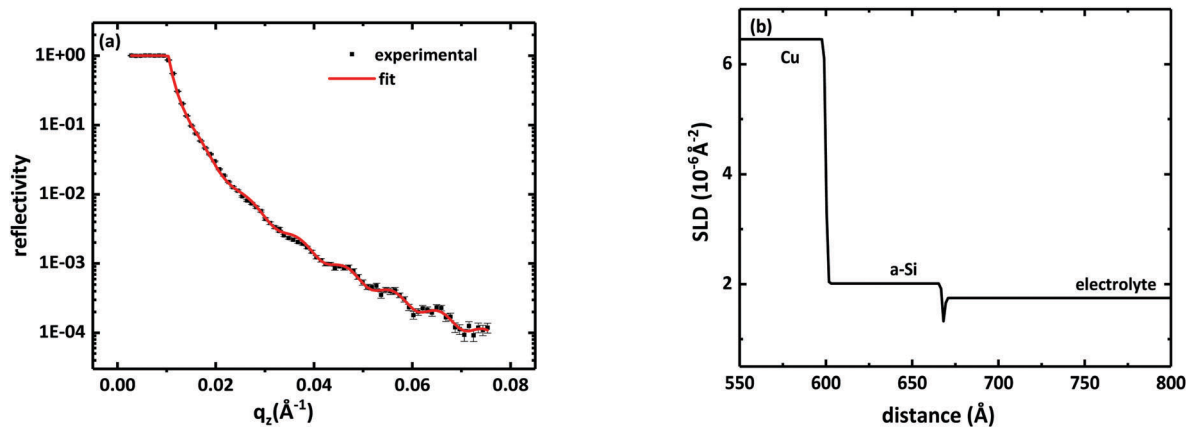 (a)
experimental
fit
1E+00
1E-01
1E-02
1E-03
1E-04
reflectivity
0.00 0.02 0.04 0.06 0.08
q_z(Å⁻¹)
(b)
Cu
a-Si
electrolyte
6
4
2
SLD (10⁻⁶Å⁻²)
550 600 650 700 750 800
distance (Å)